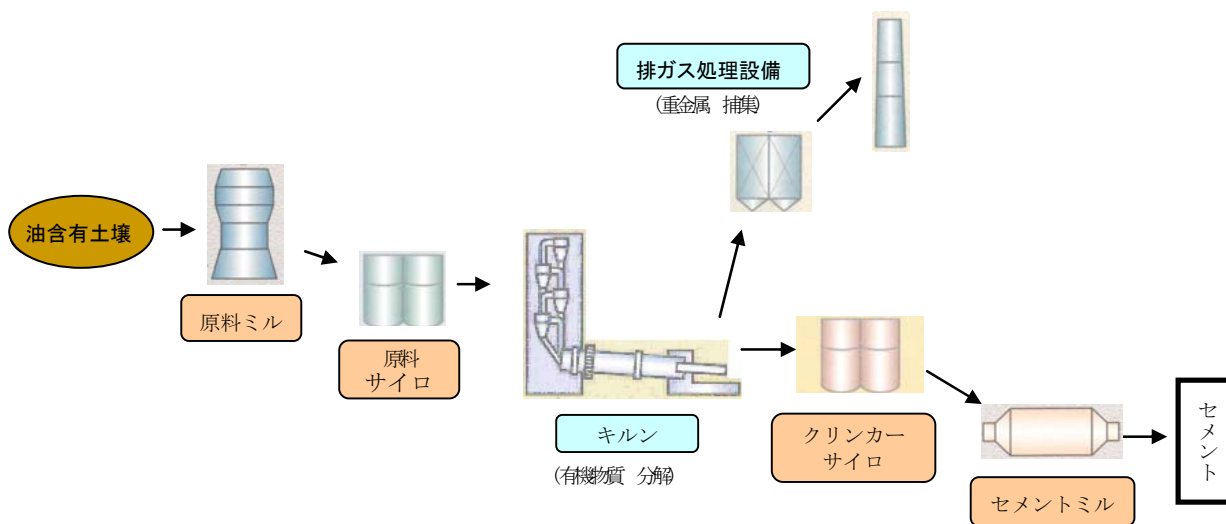 排ガス処理設備
(重金属 捕集)
油含有土壌
原料ミル
原料
サイロ
キルン
(有機物質 分解)
クリンカー
サイロ
セメントミル
セメント